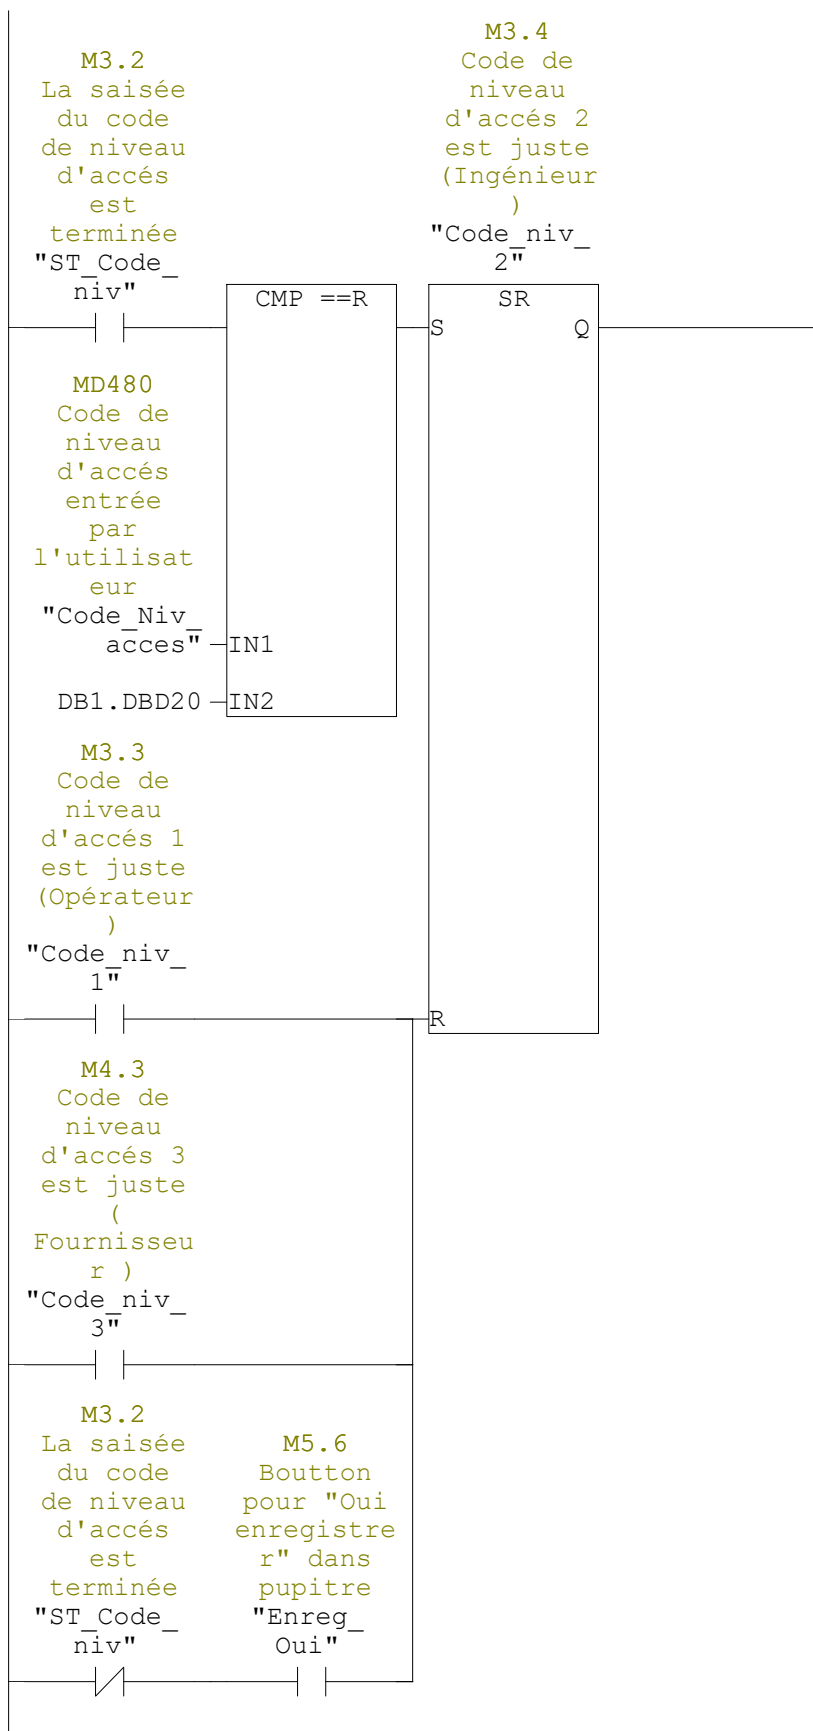 M3.2
La saisée
du code
de niveau
d'accés
est
terminée
"ST_Code_
niv"
M3.4
Code de
niveau
d'accés 2
est juste
(Ingénieur
)
"Code_niv_
2"
CMP ==R
SR
S
Q
MD480
Code de
niveau
d'accés
entrée
par
l'utilisat
eur
"Code_Niv_
acces"
IN1
DB1.DBD20
IN2
M3.3
Code de
niveau
d'accés 1
est juste
(Opérateur
)
"Code_niv_
1"
R
M4.3
Code de
niveau
d'accés 3
est juste
(
Fournisseu
r )
"Code_niv_
3"
M3.2
La saisée
du code
de niveau
d'accés
est
terminée
"ST_Code_
niv"
M5.6
Boutton
pour "Oui
enregistre
r" dans
pupitre
"Enreg_
Oui"